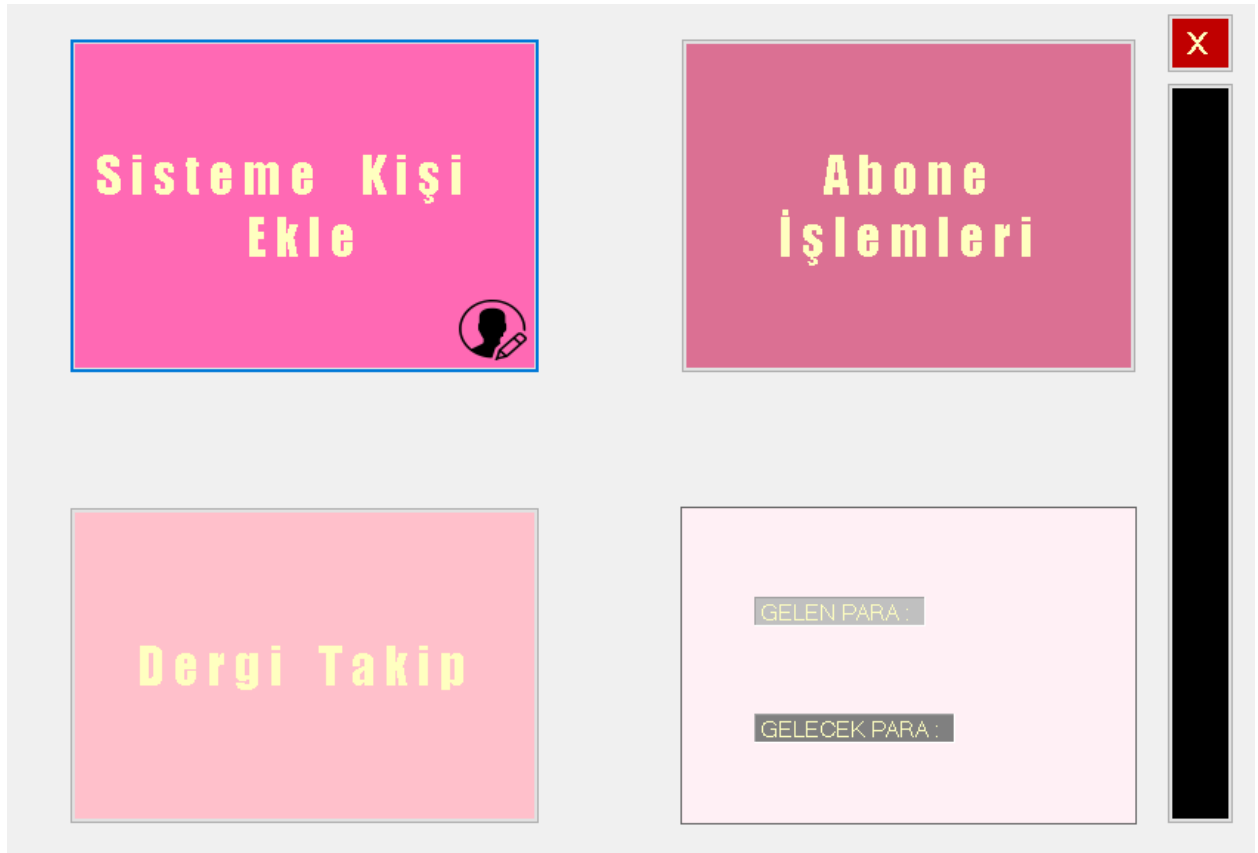 Sisteme Kişi
Ekle
Abone
İşlemleri
X
Dergi Takip
GELEN PARA :
GELECEK PARA :